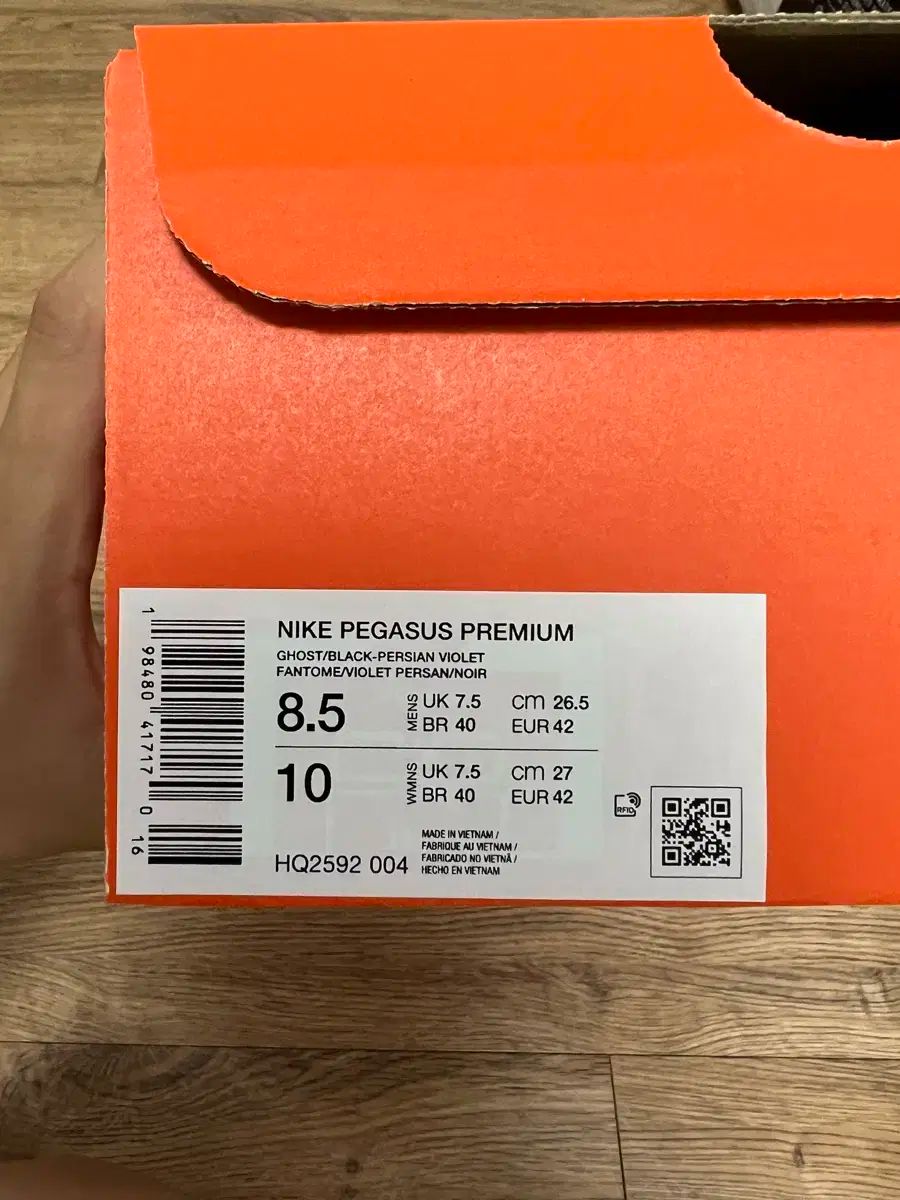 NIKE PEGASUS PREMIUM
GHOST/BLACK-PERSIAN VIOLET
FANTOME/VIOLET PERSAN/NOIR
8.5 MENS UK 7.5 cm 26.5
BR 40 EUR 42
10 WMNS UK 7.5 cm 27
BR 40 EUR 42
MADE IN VIETNAM /
FABRIQUE AU VIETNAM /
FABRICADO NO VIETNÃ /
HECHO EN VIETNAM
HQ2592 004
RFID
1 98480 41717 0 16